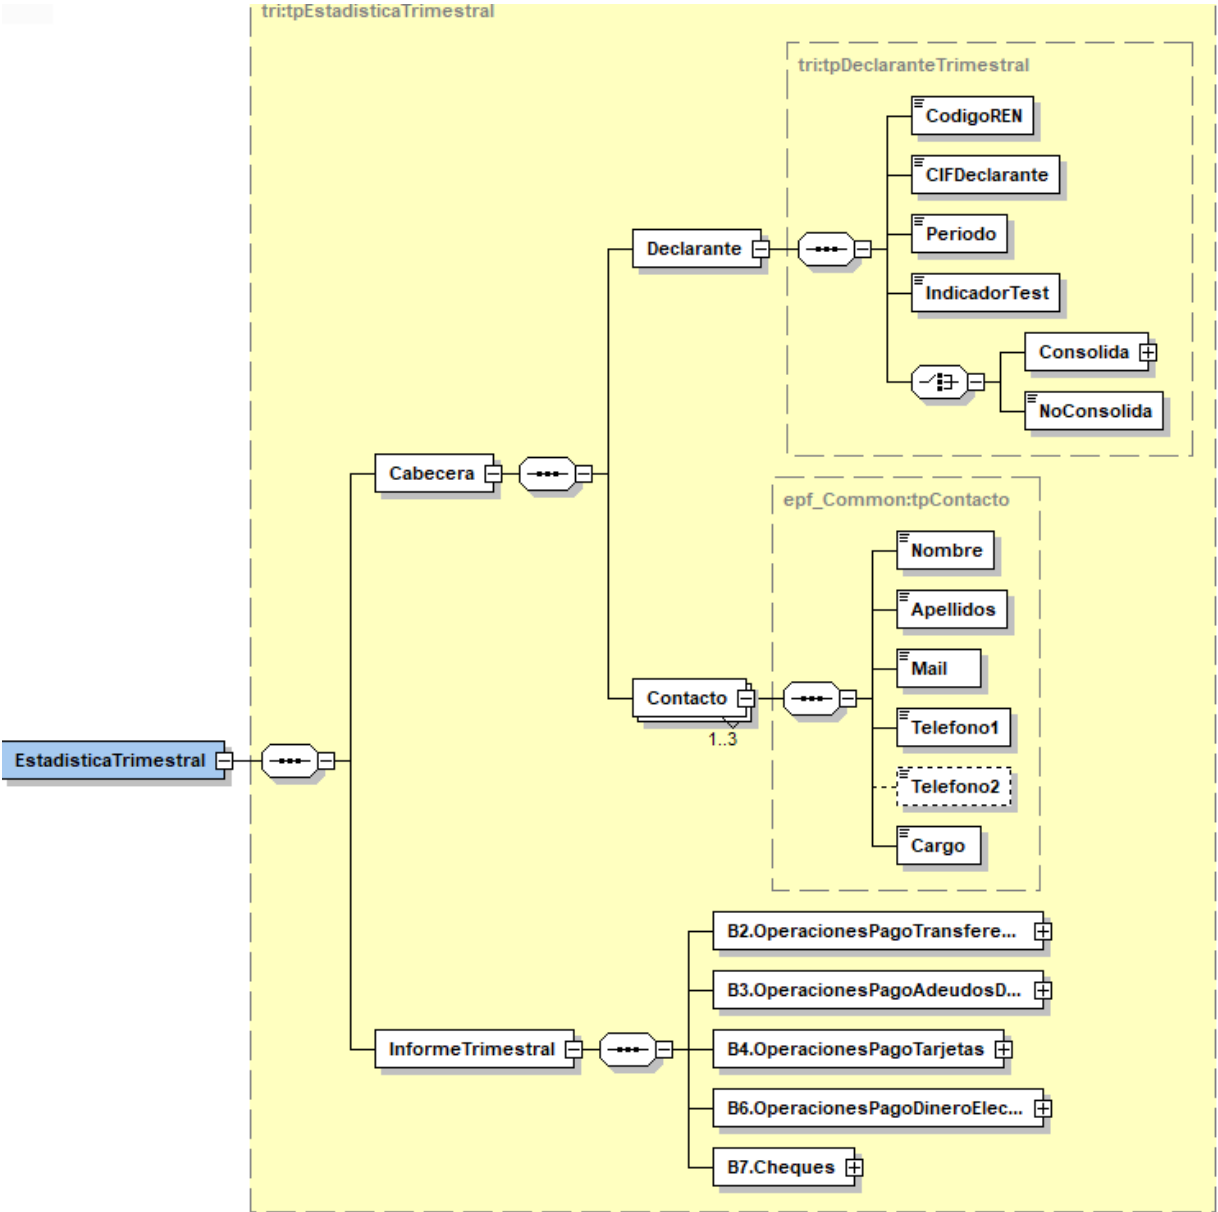 tri:tpEstadisticaTrimestral
tri:tpDeclaranteTrimestral
CodigoREN
CIFDeclarante
Periodo
Declarante
IndicadorTest
Consolida
NoConsolida
Cabecera
epf_Common:tpContacto
Nombre
Apellidos
Mail
Contacto
Telefono1
1..3
EstadisticaTrimestral
Telefono2
Cargo
B2.OperacionesPagoTransfere...
B3.OperacionesPagoAdeudosD...
InformeTrimestral
B4.OperacionesPagoTarjetas
B6.OperacionesPagoDineroElec...
B7.Cheques